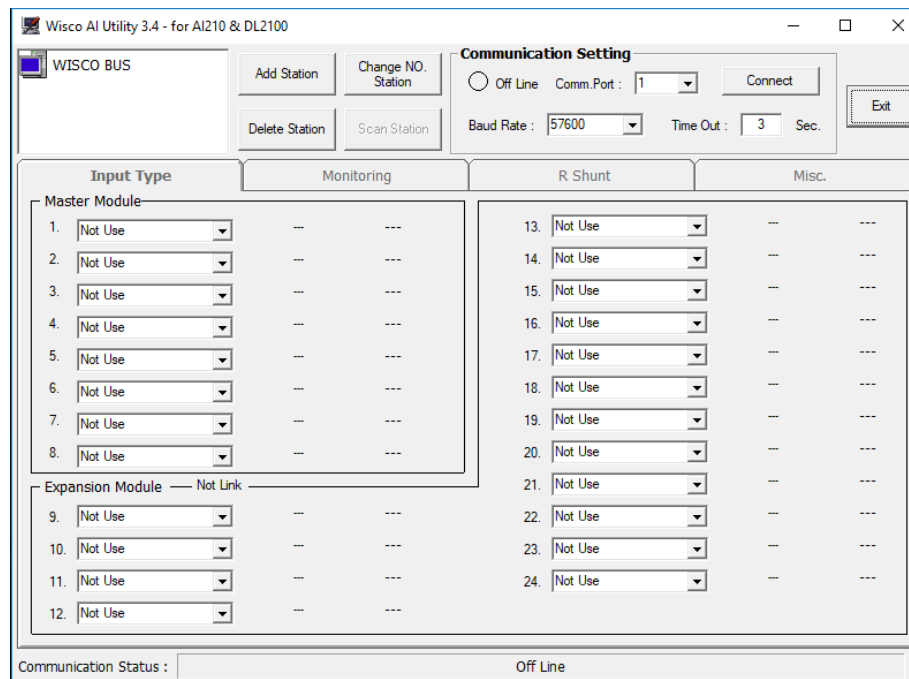 Wisco AI Utility 3.4 - for AI210 & DL2100
WISCO BUS
Add Station
Change NO. Station
Delete Station
Scan Station
Communication Setting
Off Line Comm.Port : 1 Connect
Baud Rate : 57600 Time Out : 3 Sec.
Exit
Input Type Monitoring R Shunt Misc.
Master Module
1. Not Use --- ---
2. Not Use --- ---
3. Not Use --- ---
4. Not Use --- ---
5. Not Use --- ---
6. Not Use --- ---
7. Not Use --- ---
8. Not Use --- ---
Expansion Module Not Link
9. Not Use --- ---
10. Not Use --- ---
11. Not Use --- ---
12. Not Use --- ---
13. Not Use --- ---
14. Not Use --- ---
15. Not Use --- ---
16. Not Use --- ---
17. Not Use --- ---
18. Not Use --- ---
19. Not Use --- ---
20. Not Use --- ---
21. Not Use --- ---
22. Not Use --- ---
23. Not Use --- ---
24. Not Use --- ---
Communication Status : Off Line